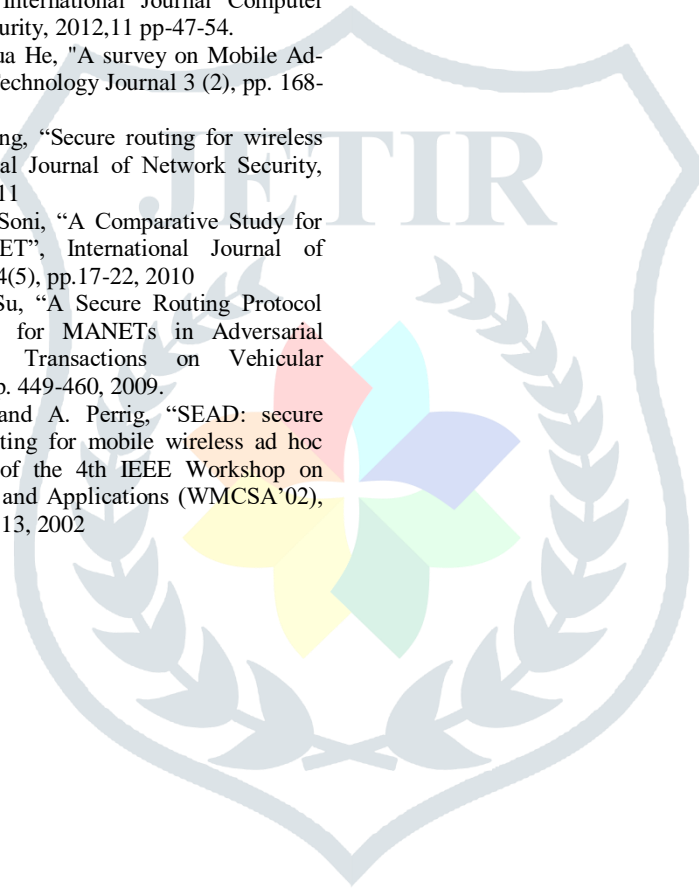 International Journal Computer
urity, 2012,11 pp-47-54.
ua He, "A survey on Mobile Ad-
echnology Journal 3 (2), pp. 168-
ng, “Secure routing for wireless
al Journal of Network Security,
11
Soni, “A Comparative Study for
ET”, International Journal of
4(5), pp.17-22, 2010
Su, “A Secure Routing Protocol
for MANETs in Adversarial
Transactions on Vehicular
p. 449-460, 2009.
and A. Perrig, “SEAD: secure
ting for mobile wireless ad hoc
of the 4th IEEE Workshop on
and Applications (WMCSA’02),
13, 2002
JETIR